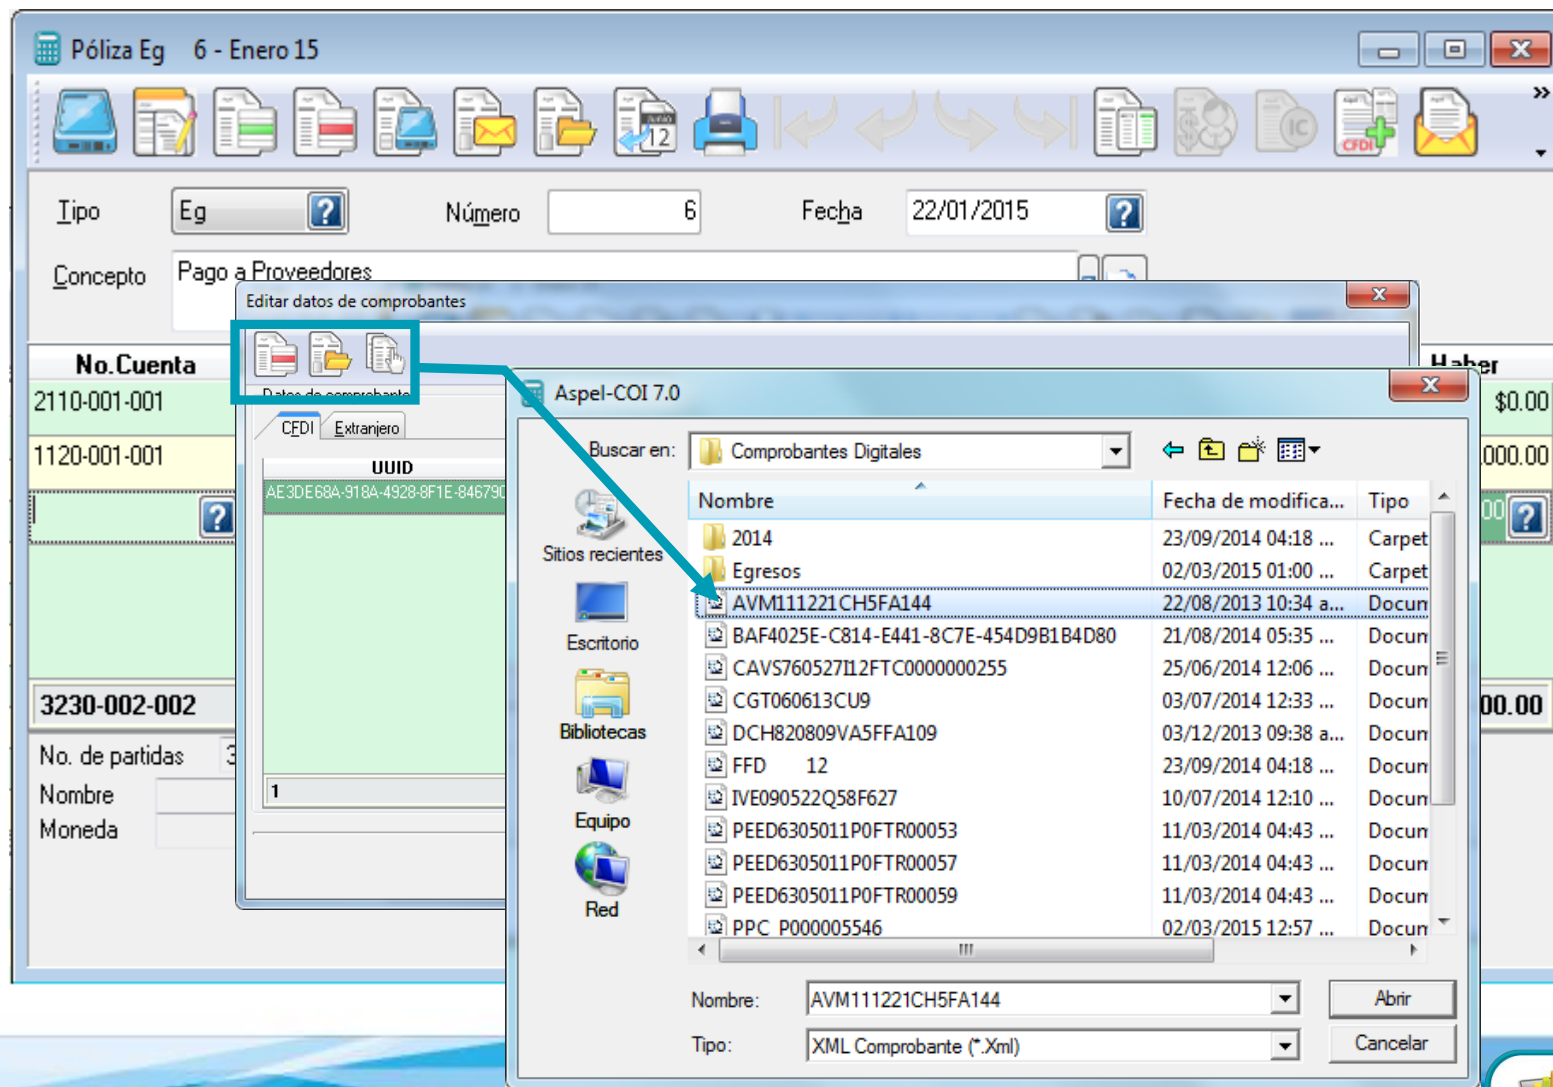 Póliza Eg 6 - Enero 15
Tipo Eg Número 6 Fecha 22/01/2015
Concepto Pago a Proveedores
Editar datos de comprobantes
No.Cuenta Haber
2110-001-001 $0.00
1120-001-001 000.00
3230-002-002 00.00
No. de partidas 3
Nombre
Moneda
CFDI
IC
JUNIO
12
Datos de comprobante
CFDI Extranjero
UUID
AE3DE68A-918A-4928-8F1E-846790
1
Aspel-COI 7.0
Buscar en: Comprobantes Digitales
Sitios recientes
Escritorio
Bibliotecas
Equipo
Red
Nombre Fecha de modifica... Tipo
2014 23/09/2014 04:18 ... Carpet
Egresos 02/03/2015 01:00 ... Carpet
AVM111221CH5FA144 22/08/2013 10:34 a... Docum
BAF4025E-C814-E441-8C7E-454D9B1B4D80 21/08/2014 05:35 ... Docum
CAVS760527I12FTC0000000255 25/06/2014 12:06 ... Docum
CGT060613CU9 03/07/2014 12:33 ... Docum
DCH820809VA5FFA109 03/12/2013 09:38 a... Docum
FFD 12 23/09/2014 04:18 ... Docum
IVE090522Q58F627 10/07/2014 12:10 ... Docum
PEED6305011P0FTR00053 11/03/2014 04:43 ... Docum
PEED6305011P0FTR00057 11/03/2014 04:43 ... Docum
PEED6305011P0FTR00059 11/03/2014 04:43 ... Docum
PPC P000005546 02/03/2015 12:57 ... Docum
Nombre: AVM111221CH5FA144 Abrir
Tipo: XML Comprobante (*.Xml) Cancelar